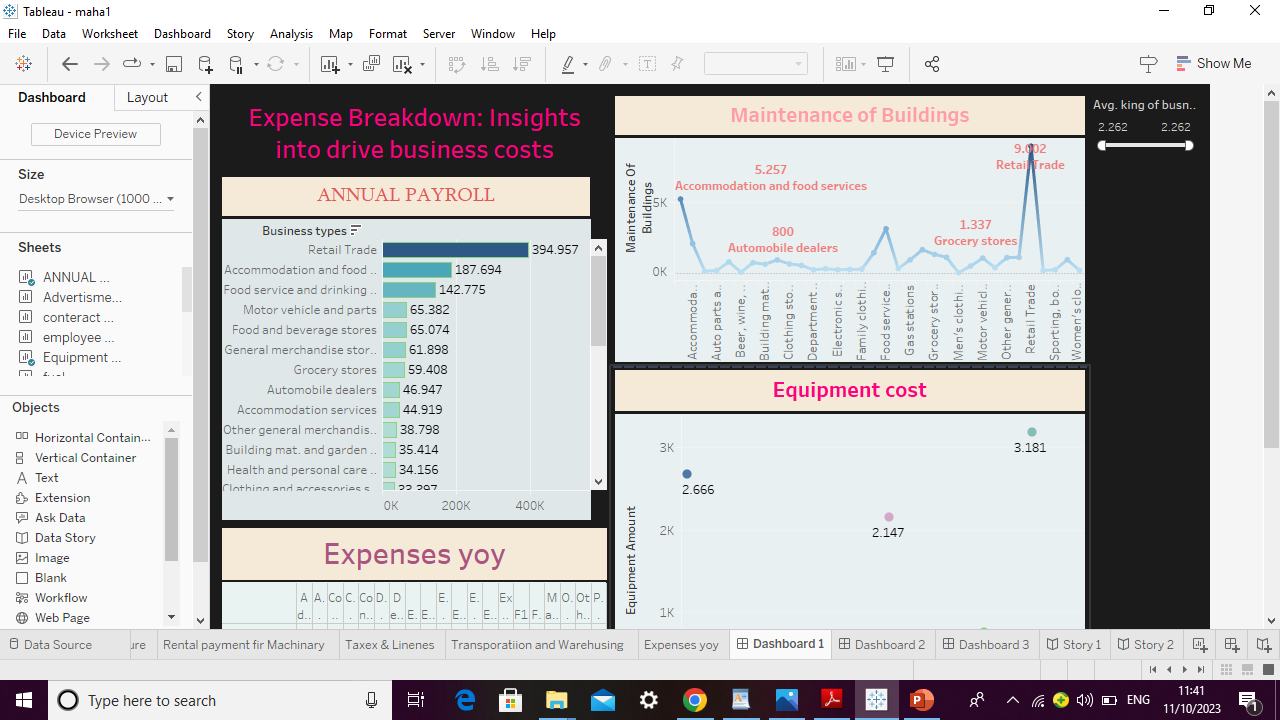 Tableau - maha1
File Data Worksheet Dashboard Story Analysis Map Format Server Window Help
Show Me
Dashboard Layout
Device Preview
Size
Desktop Browser (1000 ...
Sheets
ANNUAL ...
Advertisme...
conteract ...
employee ...
Equipment ...
Objects
Horizontal Contain...
Vertical Container
Text
Extension
Ask Data
Data Story
Image
Blank
Workflow
Web Page
Expense Breakdown: Insights
into drive business costs
ANNUAL PAYROLL
Business types
Retail Trade 394.957
Accommodation and food .. 187.694
Food service and drinking .. 142.775
Motor vehicle and parts 65.382
Food and beverage stores 65.074
General merchandise stor.. 61.898
Grocery stores 59.408
Automobile dealers 46.947
Accommodation services 44.919
Other general merchandis.. 38.798
Building mat. and garden .. 35.414
Health and personal care .. 34.156
Clothing and accessories s..
0K 200K 400K
Expenses yoy
A
d.. A. C
o.. C. Co
n.. D. D
e.. E. E.. E. E.. E. E.. Ex
F1 F. M
a.. O. Ot
h.. P.
Maintenance of Buildings
Maintenance Of
Buildings
5K
0K
5.257
Accommodation and food services
800
Automobile dealers
1.337
Grocery stores
9.002
Retail Trade
Accommoda..
Auto parts a..
Beer, wine, ..
Building mat..
Clothing sto..
Department..
Electronic s..
Family clothi..
Food service..
Gas stations
Grocery stor..
Men's clothi..
Motor vehicl..
Other gener..
Retail Trade
Sporting, bo..
Women's clo..
Equipment cost
Equipment Amount
3K
2K
1K
2.666
2.147
3.181
Avg. king of busn..
2.262 2.262
Data Source ure Rental payment fir Machinary Taxex & Linenes Transporatiion and Warehusing Expenses yoy Dashboard 1 Dashboard 2 Dashboard 3 Story 1 Story 2
Type here to search
ENG
11:41
11/10/2023
1